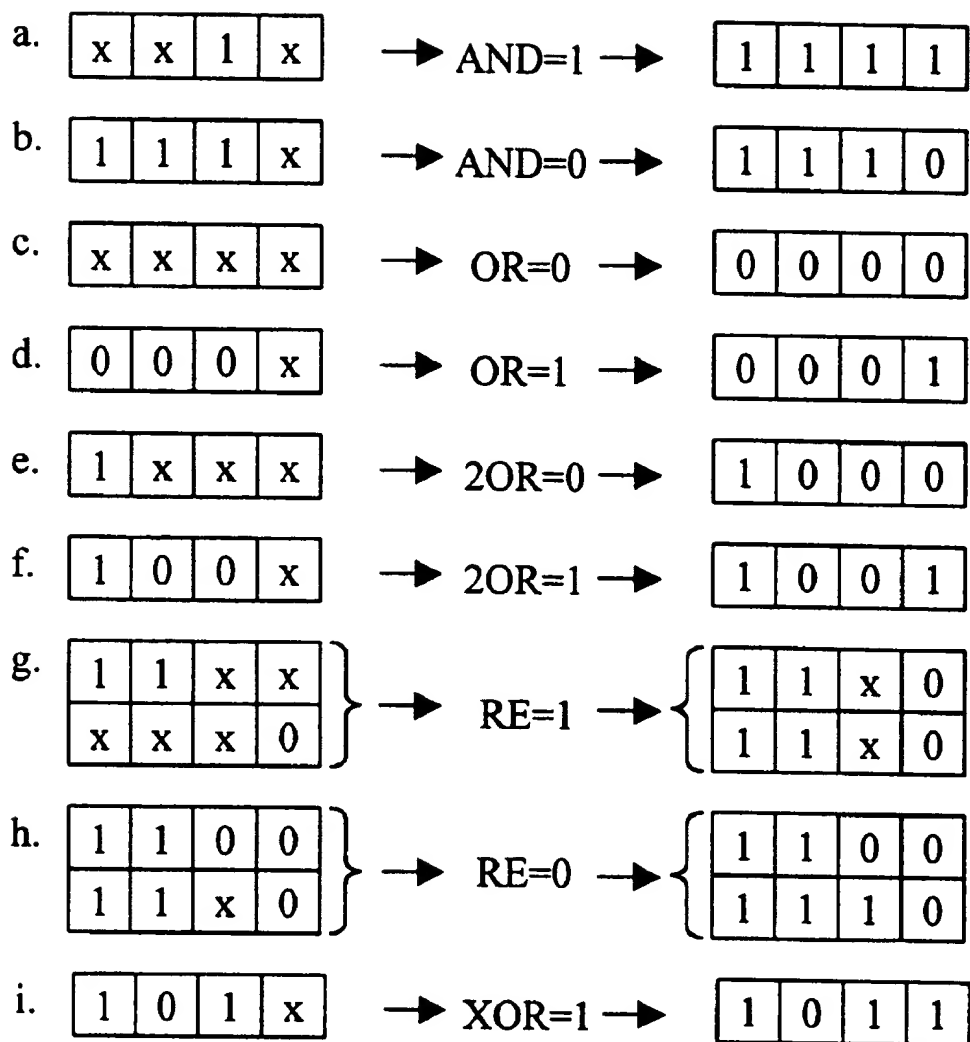 a. x x 1 x AND=1 1 1 1 1
b. 1 1 1 x AND=0 1 1 1 0
c. x x x x OR=0 0 0 0 0
d. 0 0 0 x OR=1 0 0 0 1
e. 1 x x x 2OR=0 1 0 0 0
f. 1 0 0 x 2OR=1 1 0 0 1
g. 1 1 x x RE=1 1 1 x 0
x x x 0 1 1 x 0
h. 1 1 0 0 RE=0 1 1 0 0
1 1 x 0 1 1 1 0
i. 1 0 1 x XOR=1 1 0 1 1